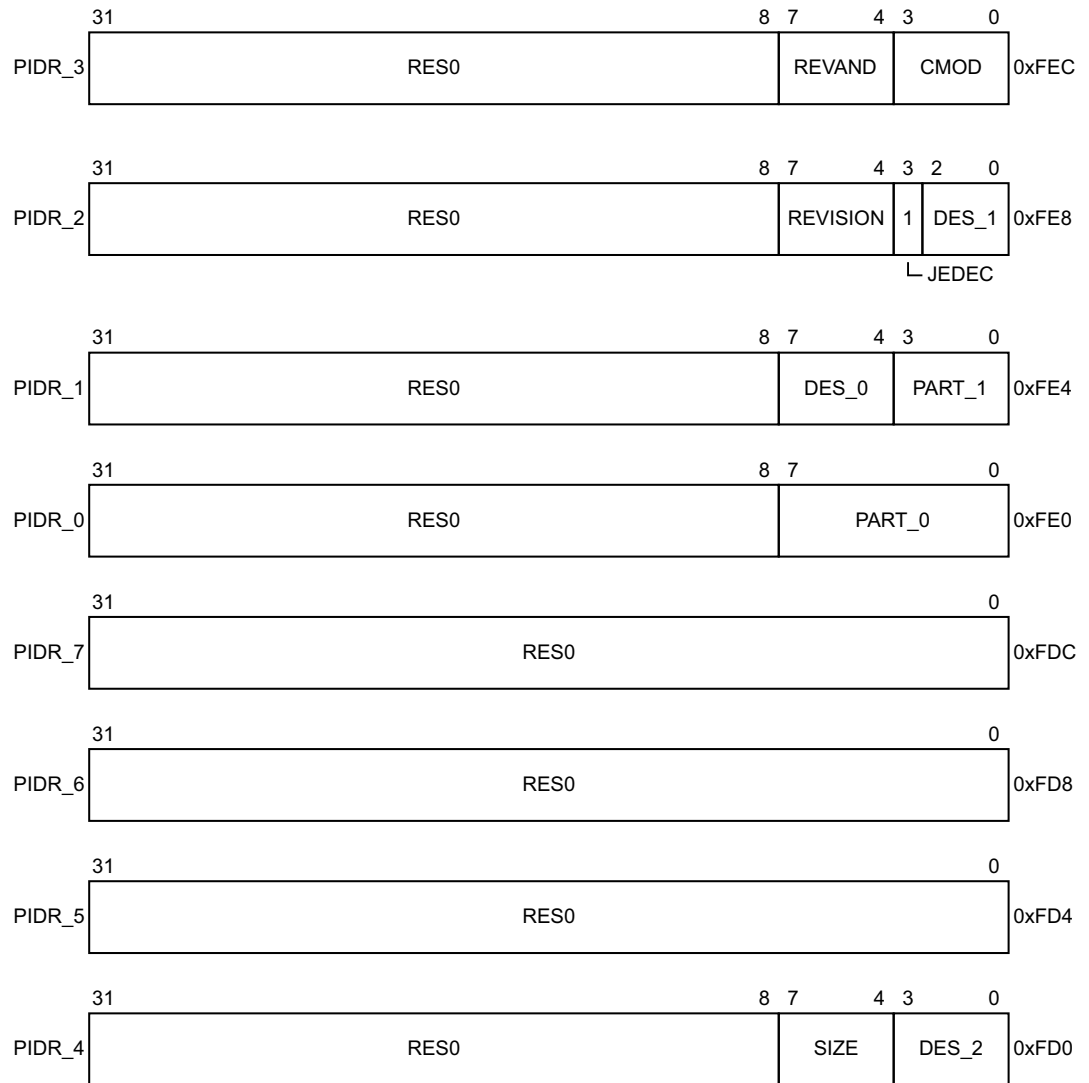 31 8 7 4 3 0
PIDR_3 RES0 REVAND CMOD 0xFEC
31 8 7 4 3 2 0
PIDR_2 RES0 REVISION 1 DES_1 0xFE8
JEDEC
31 8 7 4 3 0
PIDR_1 RES0 DES_0 PART_1 0xFE4
31 8 7 0
PIDR_0 RES0 PART_0 0xFE0
31 0
PIDR_7 RES0 0xFDC
31 0
PIDR_6 RES0 0xFD8
31 0
PIDR_5 RES0 0xFD4
31 8 7 4 3 0
PIDR_4 RES0 SIZE DES_2 0xFD0